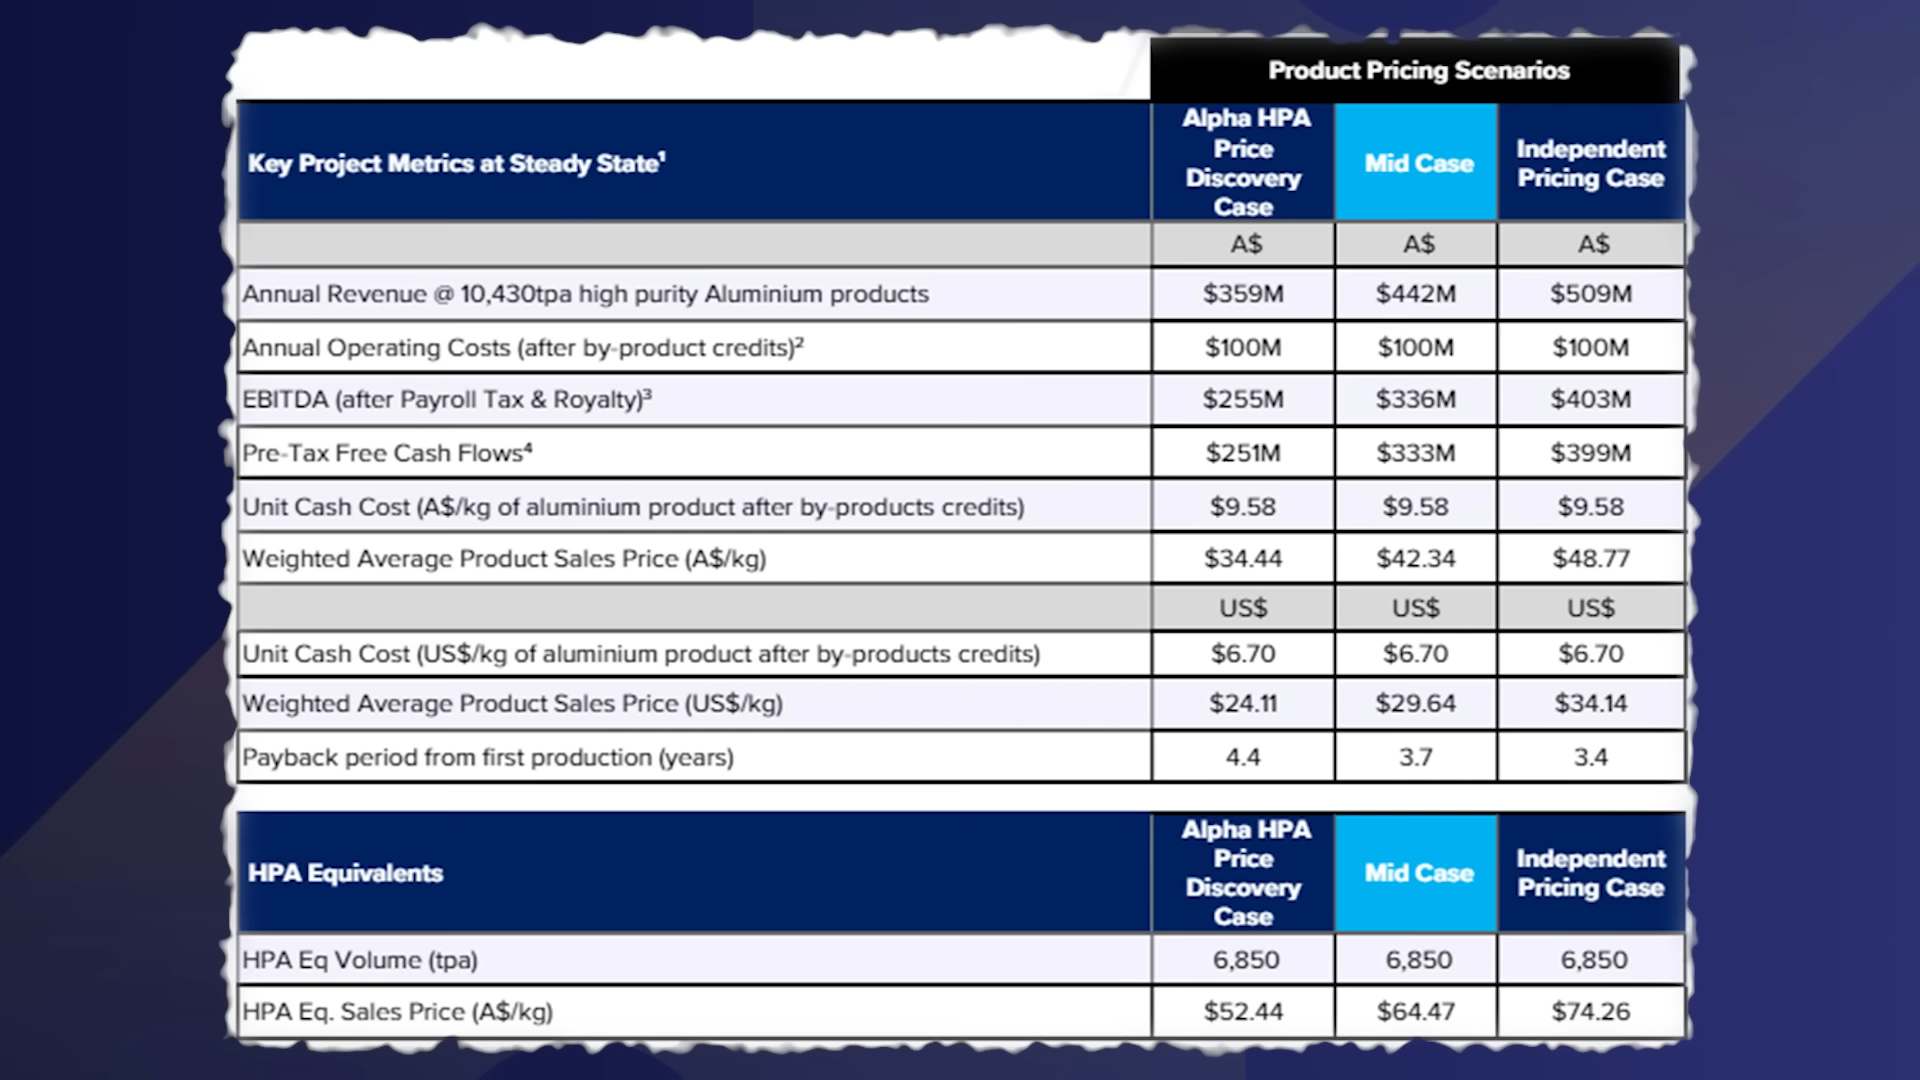 Product Pricing Scenarios
Key Project Metrics at Steady State¹
Alpha HPA
Price
Discovery
Case
Mid Case
Independent
Pricing Case
A$ A$ A$
Annual Revenue @ 10,430tpa high purity Aluminium products $359M $442M $509M
Annual Operating Costs (after by-product credits)² $100M $100M $100M
EBITDA (after Payroll Tax & Royalty)³ $255M $336M $403M
Pre-Tax Free Cash Flows⁴ $251M $333M $399M
Unit Cash Cost (A$/kg of aluminium product after by-products credits) $9.58 $9.58 $9.58
Weighted Average Product Sales Price (A$/kg) $34.44 $42.34 $48.77
US$ US$ US$
Unit Cash Cost (US$/kg of aluminium product after by-products credits) $6.70 $6.70 $6.70
Weighted Average Product Sales Price (US$/kg) $24.11 $29.64 $34.14
Payback period from first production (years) 4.4 3.7 3.4
HPA Equivalents
Alpha HPA
Price
Discovery
Case
Mid Case
Independent
Pricing Case
HPA Eq Volume (tpa) 6,850 6,850 6,850
HPA Eq. Sales Price (A$/kg) $52.44 $64.47 $74.26